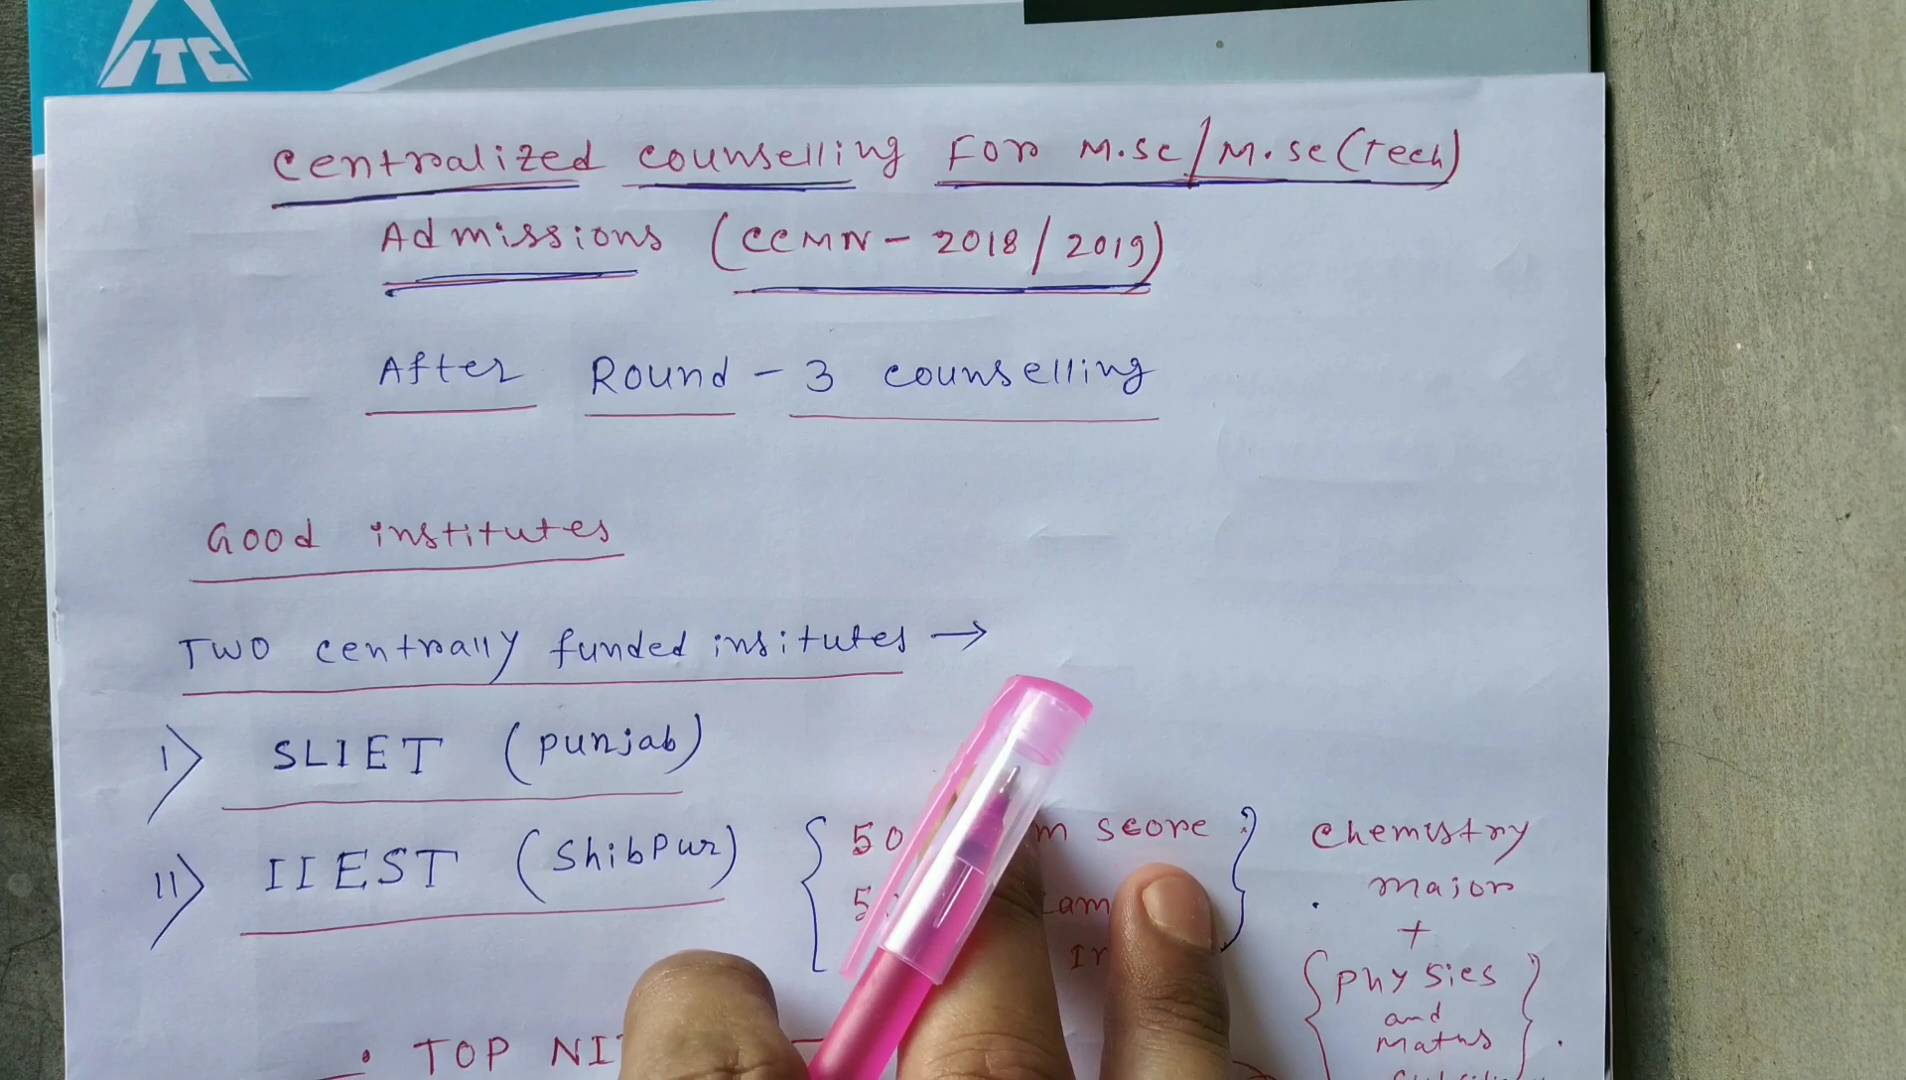 ITC
Centralized counselling For M.Sc/M.Sc(Tech)
Admissions (CCMN - 2018/2019)
After Round - 3 counselling
Good institutes
Two centrally funded insitutes →
I) SLIET (Punjab)
II) IIEST (ShibPur)
50 score
Chemistry
major
+
{Physics
and
Maths
• TOP